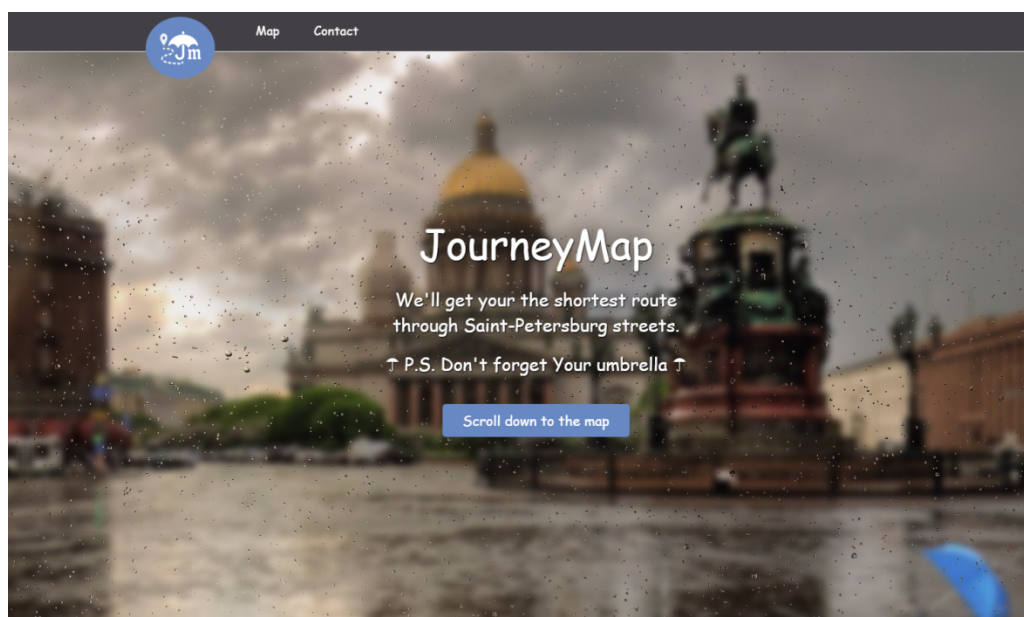 Jm
Map
Contact
JourneyMap
We'll get your the shortest route
through Saint-Petersburg streets.
☂ P.S. Don't forget Your umbrella ☂
Scroll down to the map